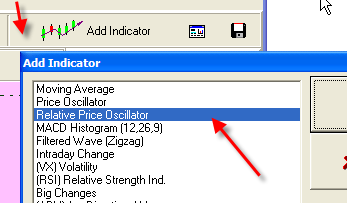 Add Indicator
Add Indicator
Moving Average
Price Oscillator
Relative Price Oscillator
MACD Histogram (12,26,9)
Filtered Wave (Zigzag)
Intraday Change
(VX) Volatility
(RSI) Relative Strength Ind.
Big Changes